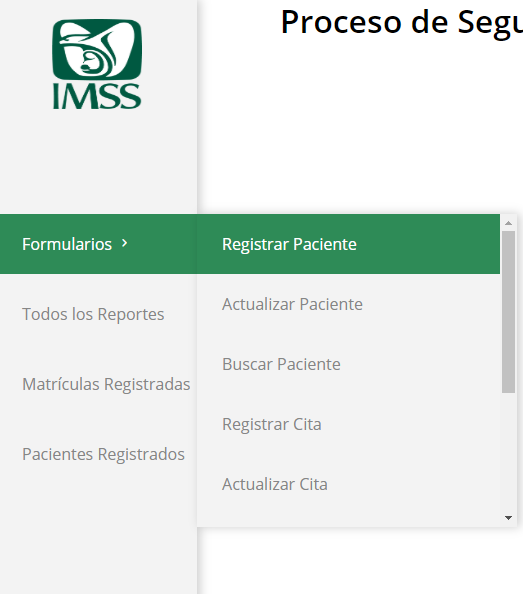 Proceso de Segu
IMSS
Formularios
Todos los Reportes
Matrículas Registradas
Pacientes Registrados
Registrar Paciente
Actualizar Paciente
Buscar Paciente
Registrar Cita
Actualizar Cita